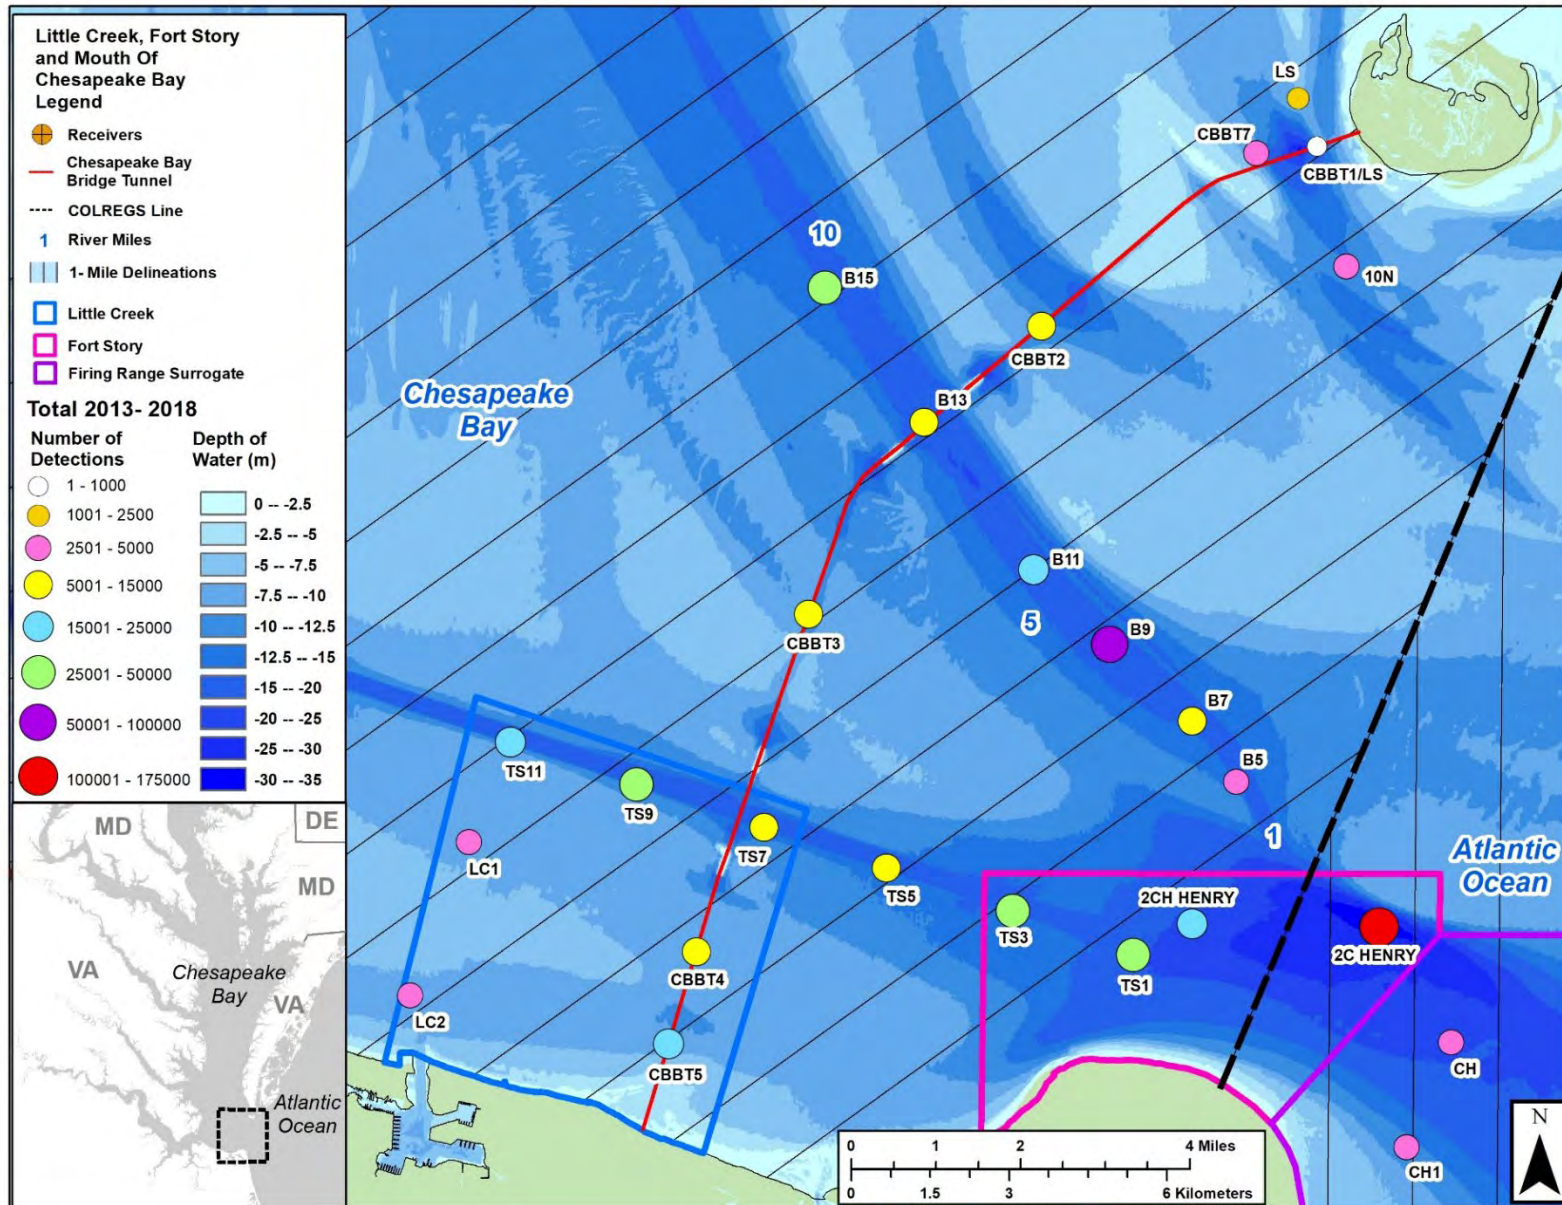 Little Creek, Fort Story
and Mouth Of
Chesapeake Bay
Legend
Receivers
Chesapeake Bay
Bridge Tunnel
COLREGS Line
1 River Miles
1- Mile Delineations
Little Creek
Fort Story
Firing Range Surrogate
Total 2013- 2018
Number of
Detections
1 - 1000
1001 - 2500
2501 - 5000
5001 - 15000
15001 - 25000
25001 - 50000
50001 - 100000
100001 - 175000
Depth of
Water (m)
0 -- -2.5
-2.5 -- -5
-5 -- -7.5
-7.5 -- -10
-10 -- -12.5
-12.5 -- -15
-15 -- -20
-20 -- -25
-25 -- -30
-30 -- -35
MD
DE
MD
VA
Chesapeake
Bay
VA
Atlantic
Ocean
LS
CBBT7
CBBT1/LS
10
B15
10N
CBBT2
Chesapeake
Bay
B13
B11
5
CBBT3
B9
B7
TS11
B5
TS9
TS7
1
LC1
TS5
Atlantic
Ocean
2CH HENRY
TS3
2C HENRY
CBBT4
TS1
LC2
CH
CBBT5
CH1
0 1 2 4 Miles
0 1.5 3 6 Kilometers
N